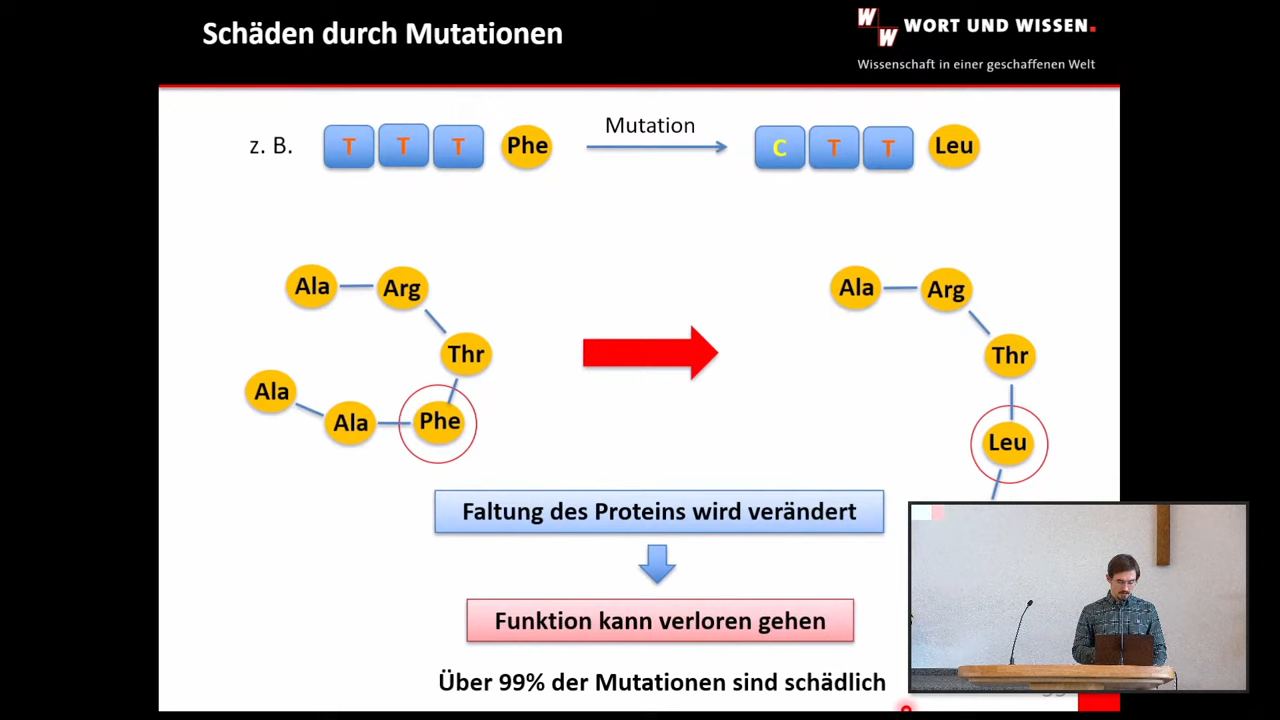 Schäden durch Mutationen
WW WORT UND WISSEN.
Wissenschaft in einer geschaffenen Welt
z. B. T T T Phe Mutation C T T Leu
Ala Arg
Thr
Ala
Ala Phe
Ala Arg
Thr
Leu
Faltung des Proteins wird verändert
Funktion kann verloren gehen
Über 99% der Mutationen sind schädlich